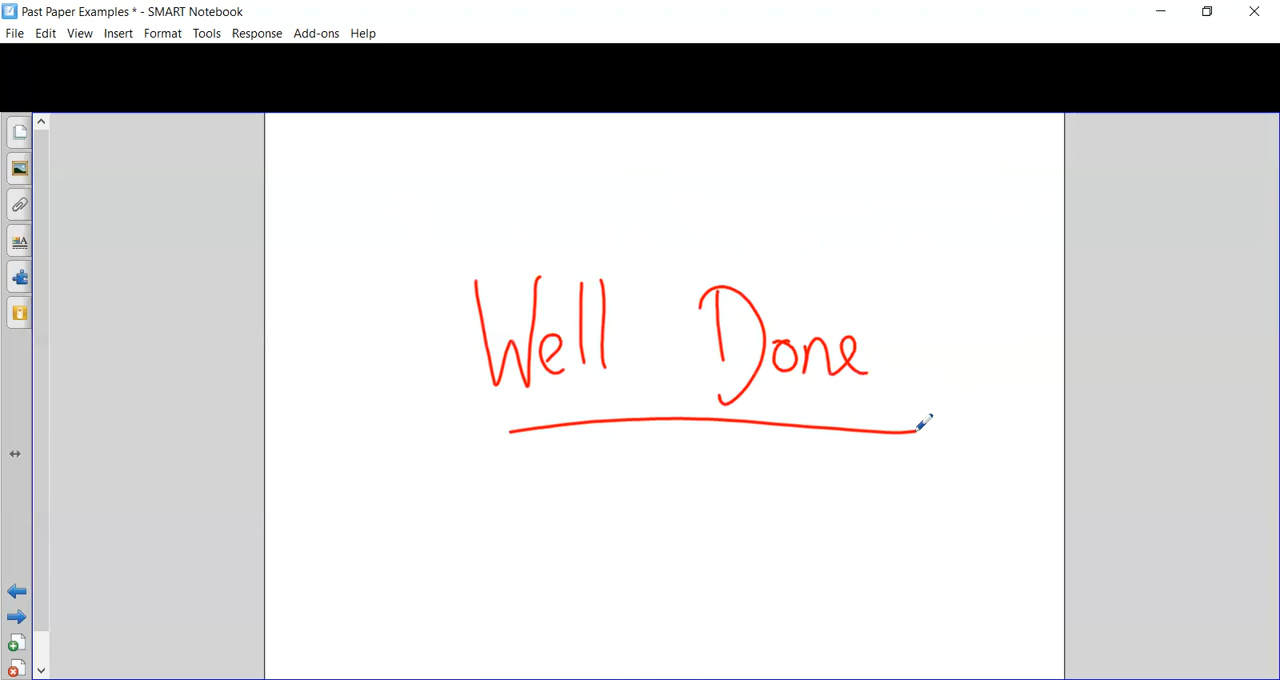 Past Paper Examples * - SMART Notebook
File Edit View Insert Format Tools Response Add-ons Help
Well Done